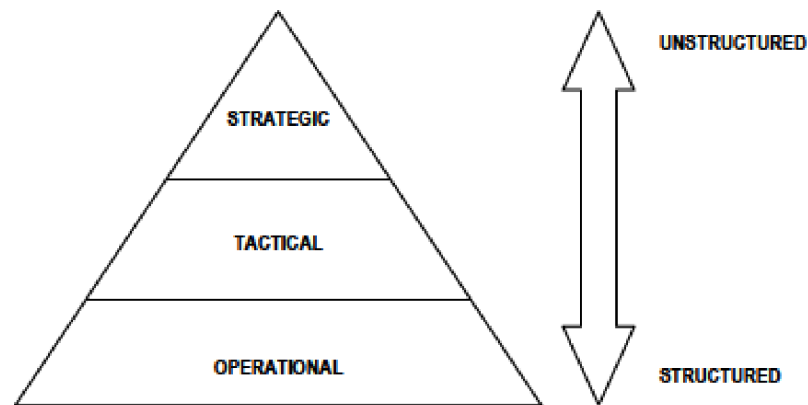 UNSTRUCTURED
STRATEGIC
TACTICAL
OPERATIONAL
STRUCTURED